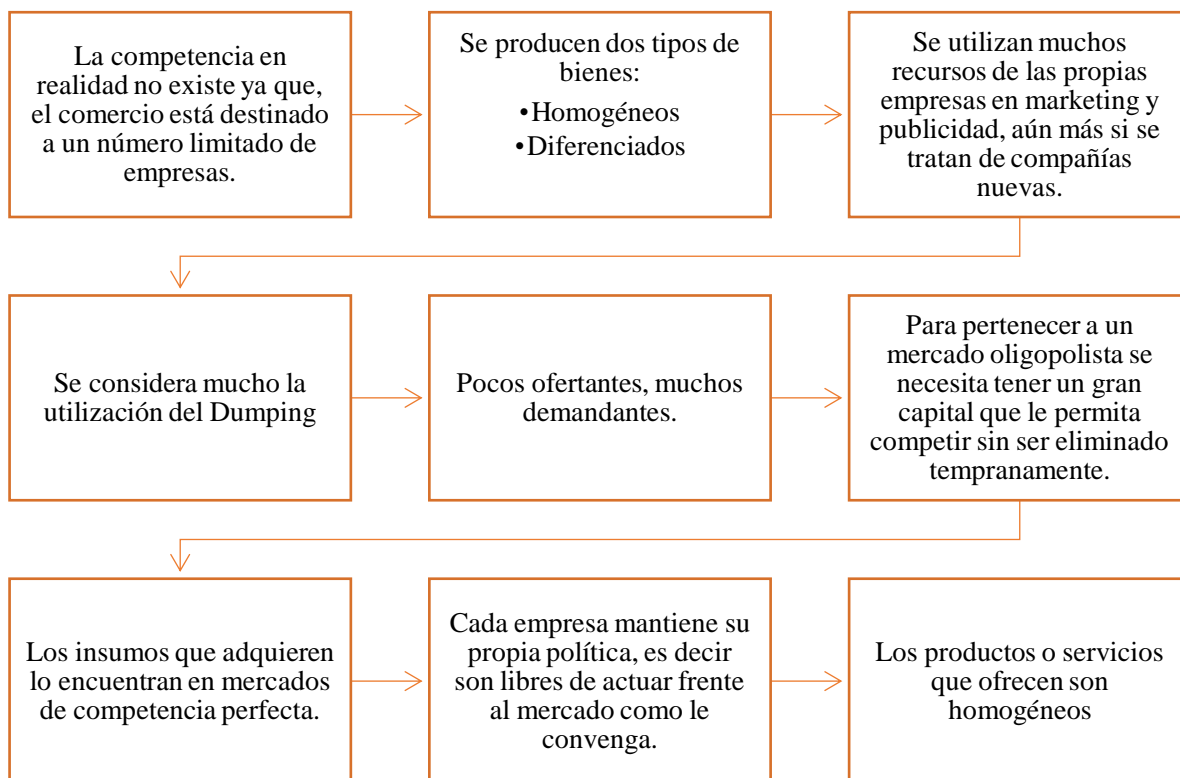 La competencia en
realidad no existe ya que,
el comercio está destinado
a un número limitado de
empresas.
Se producen dos tipos de
bienes:
•Homogéneos
•Diferenciados
Se utilizan muchos
recursos de las propias
empresas en marketing y
publicidad, aún más si se
tratan de compañías
nuevas.
Se considera mucho la
utilización del Dumping
Pocos ofertantes, muchos
demandantes.
Para pertenecer a un
mercado oligopolista se
necesita tener un gran
capital que le permita
competir sin ser eliminado
tempranamente.
Los insumos que adquieren
lo encuentran en mercados
de competencia perfecta.
Cada empresa mantiene su
propia política, es decir
son libres de actuar frente
al mercado como le
convenga.
Los productos o servicios
que ofrecen son
homogéneos